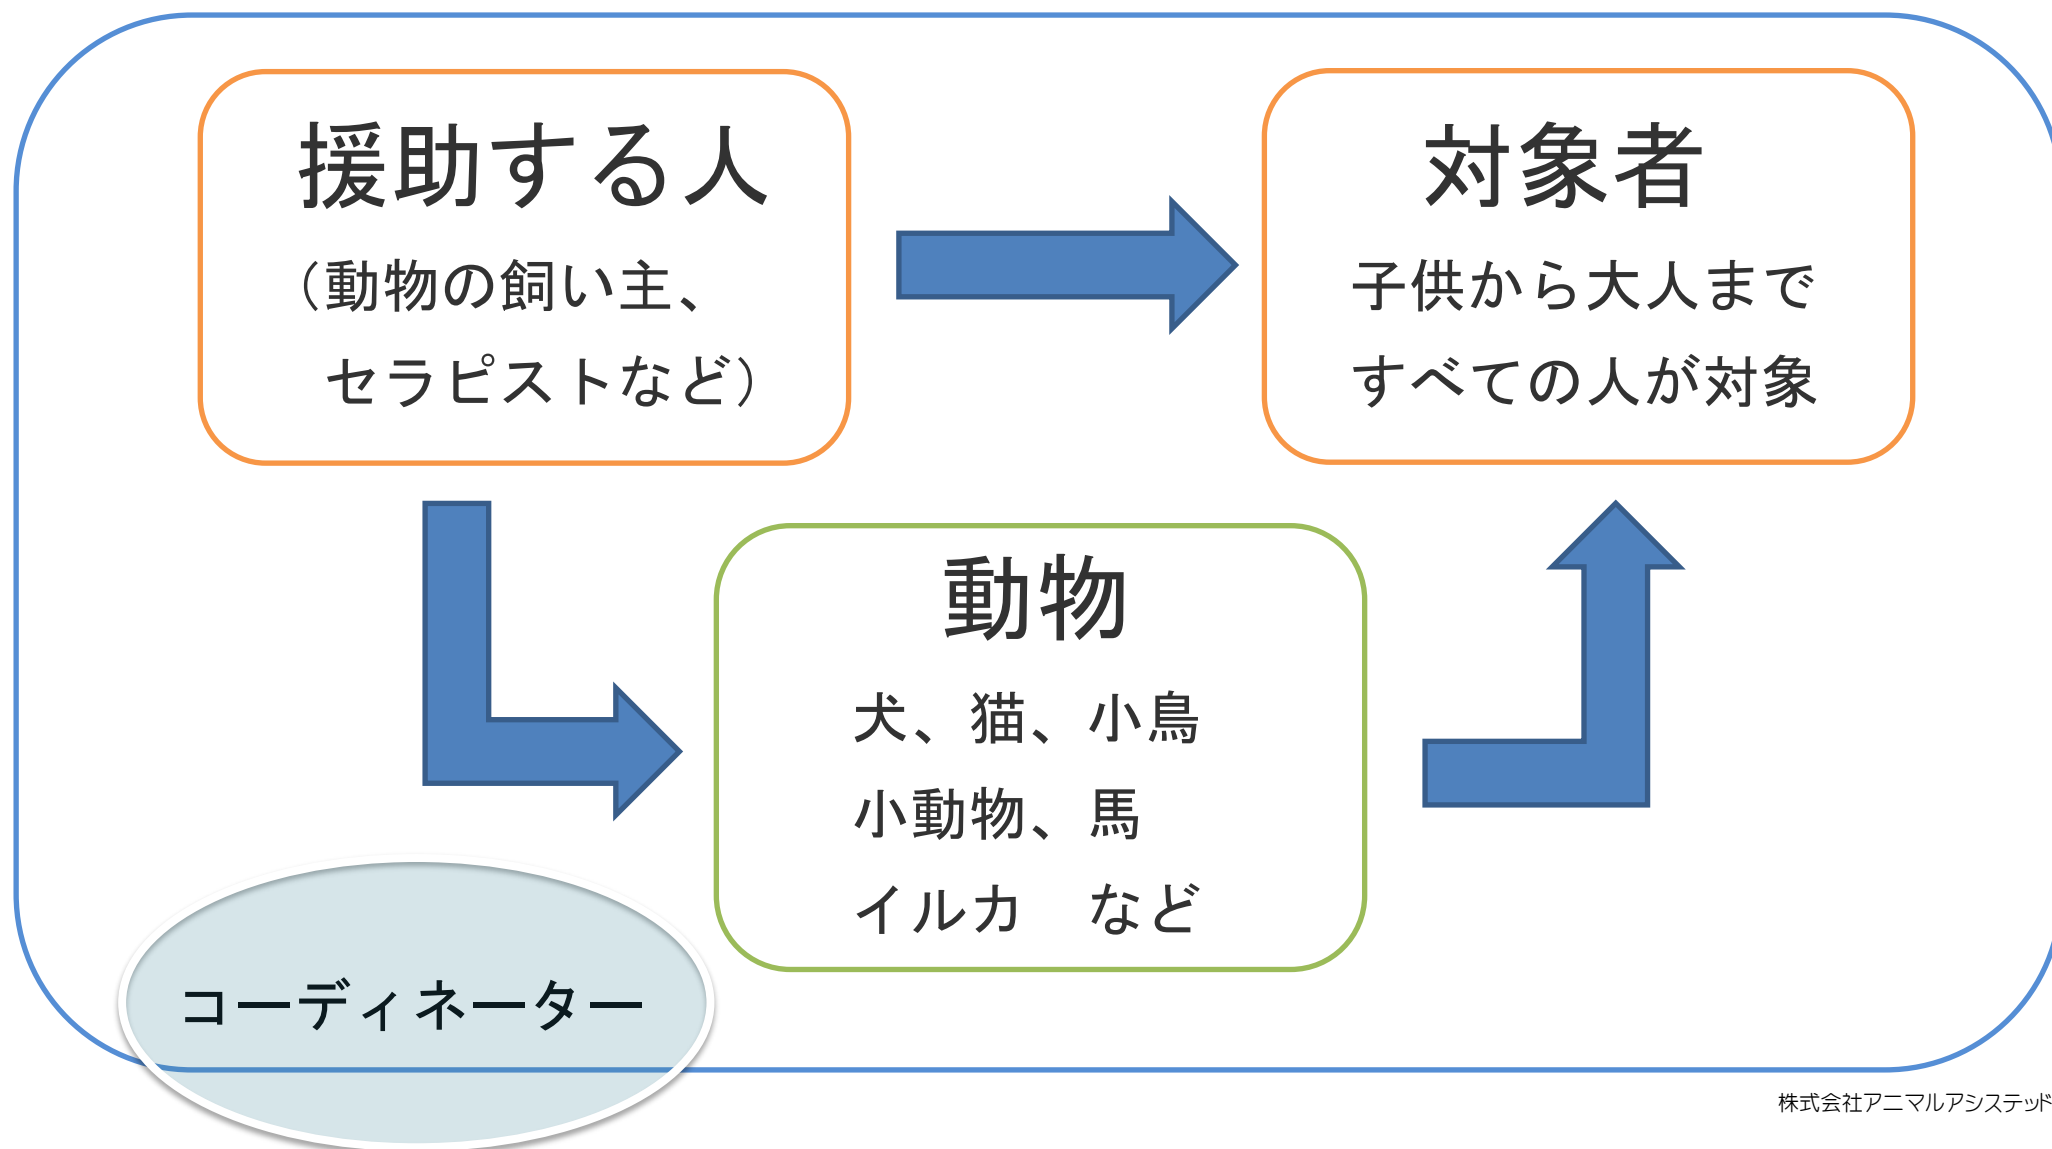 援助する人
（動物の飼い主、
セラピストなど）
対象者
子供から大人まで
すべての人が対象
動物
犬、猫、小鳥
小動物、馬
イルカ　など
コーディネーター
株式会社アニマルアシステッド